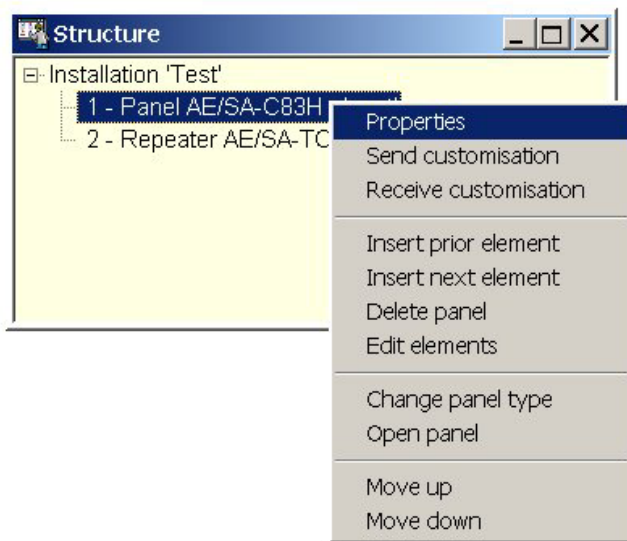 Structure
Installation 'Test'
1 - Panel AE/SA-C83H
2 - Repeater AE/SA-TC
Properties
Send customisation
Receive customisation
Insert prior element
Insert next element
Delete panel
Edit elements
Change panel type
Open panel
Move up
Move down